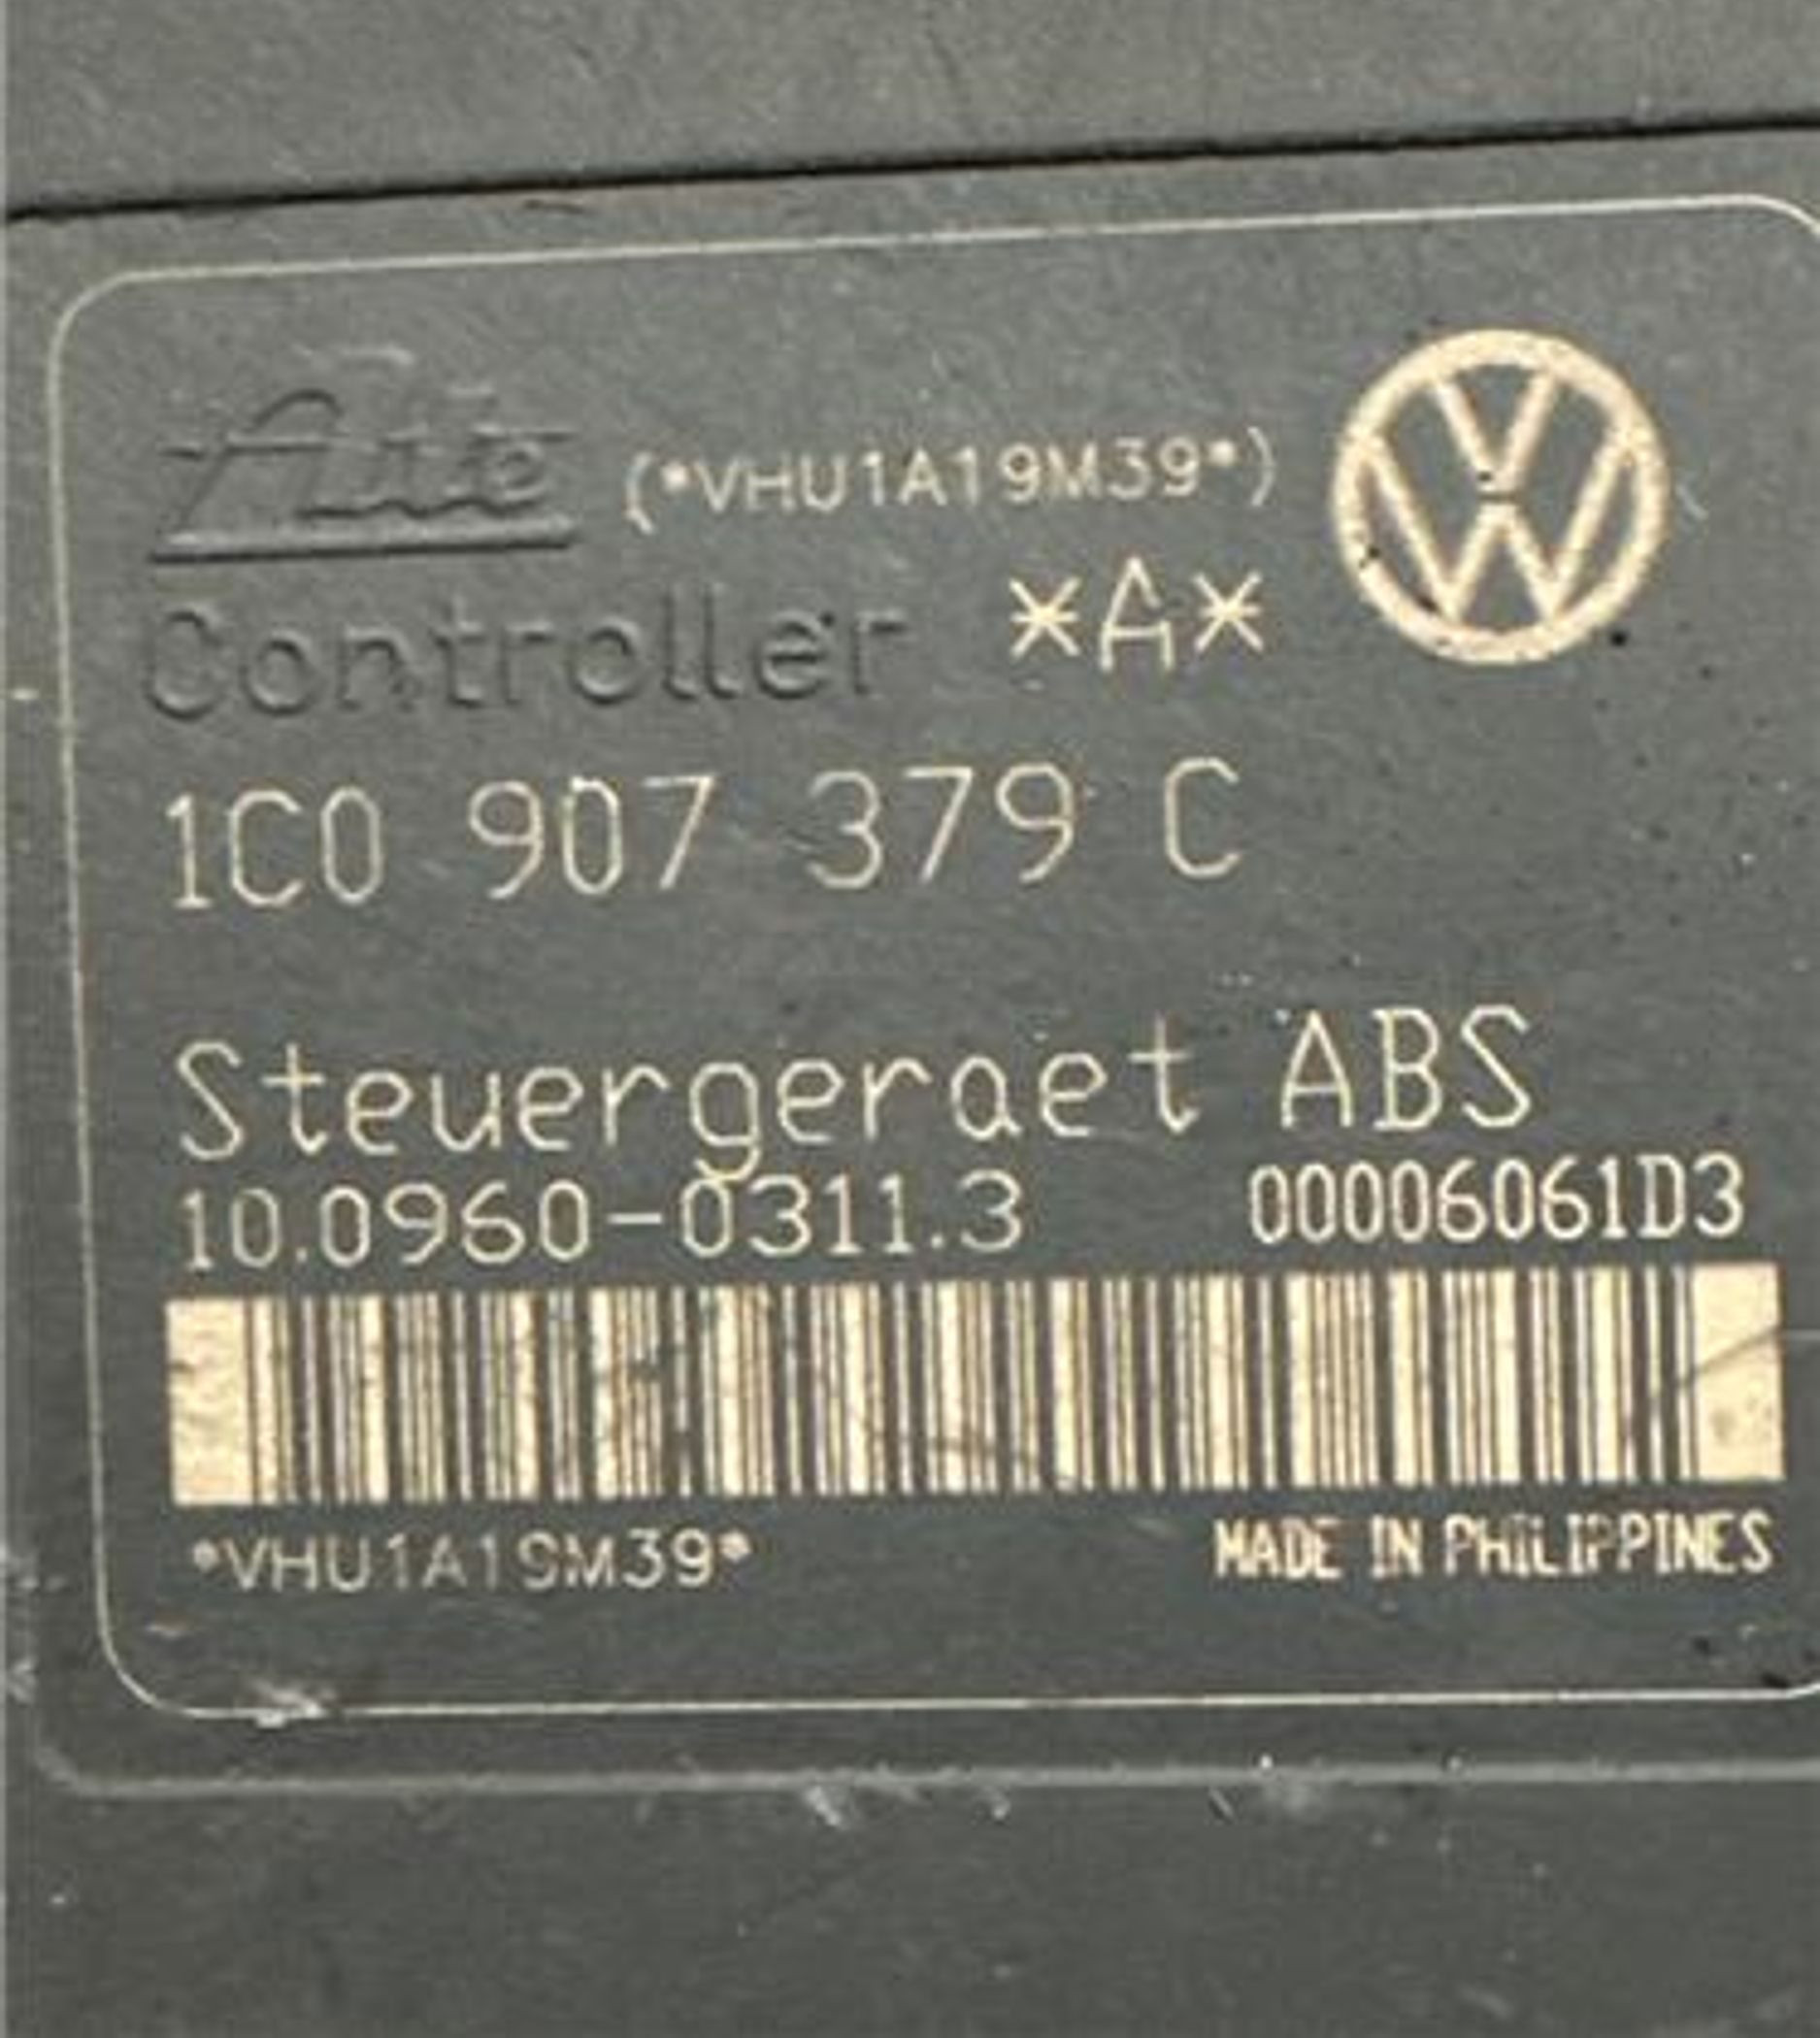 Ate (*VHU1A19M39*)
Controller *A*
1C0 907 379 C
Steuergeraet ABS
10.0960-0311.3 00006061D3
*VHU1A19M39*
MADE IN PHILIPPINES